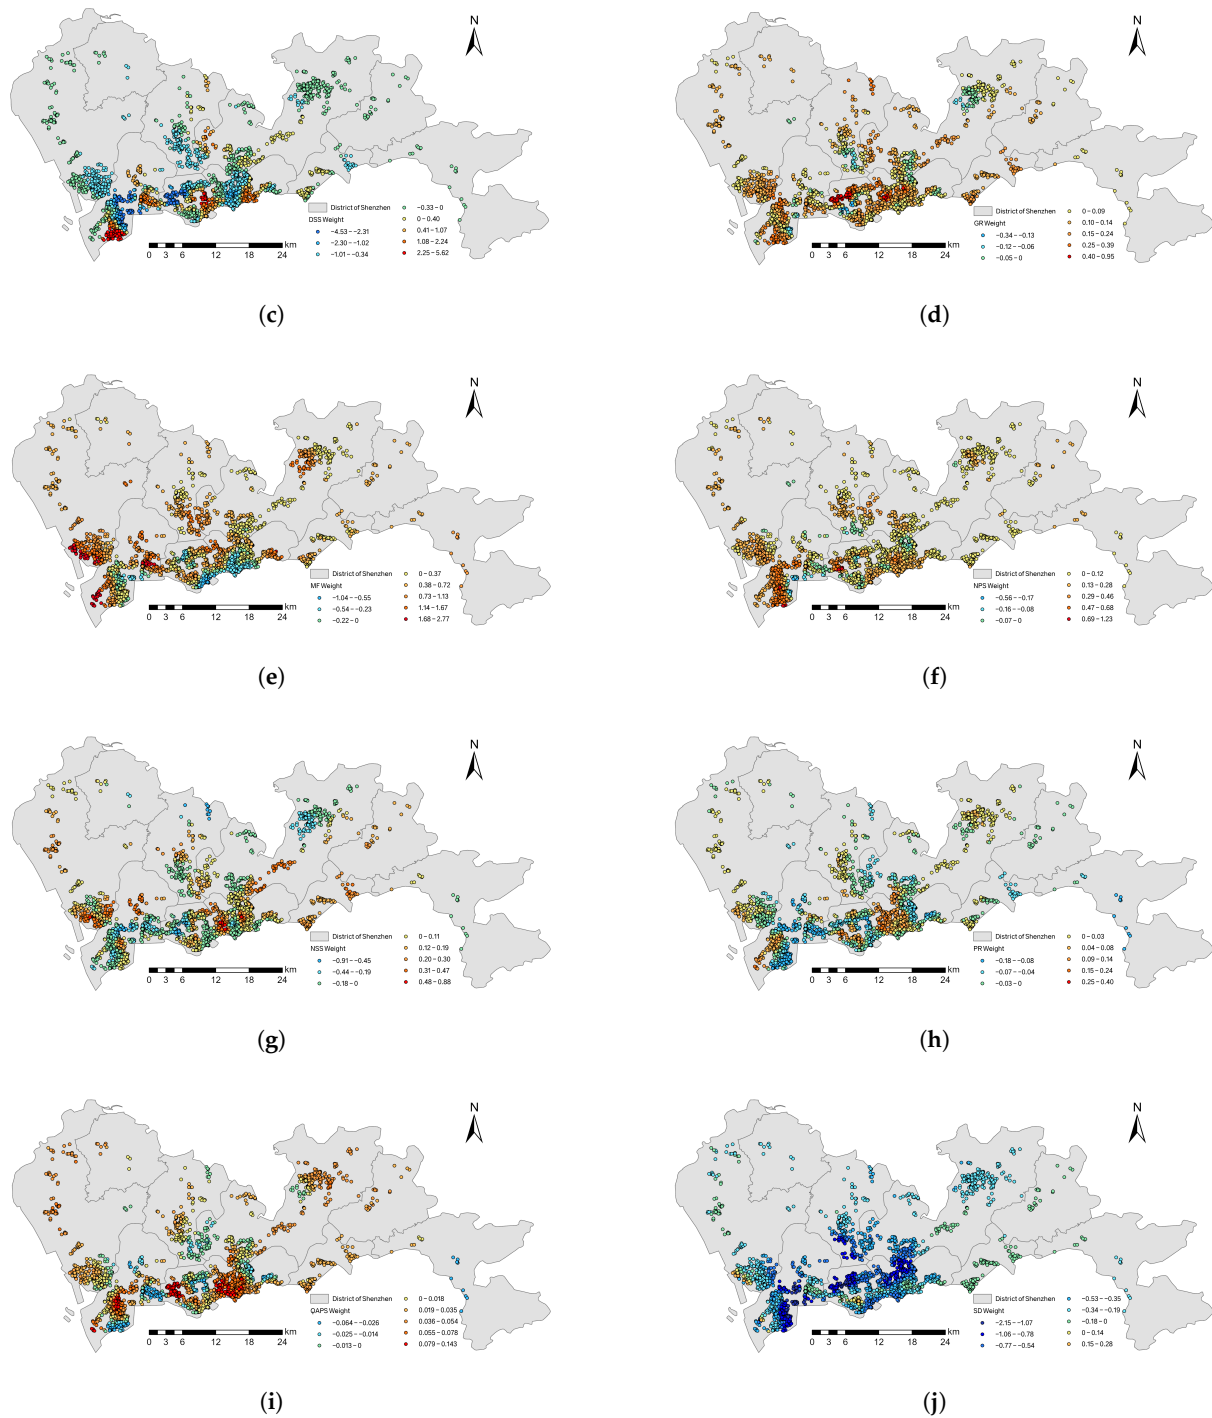 N
District of Shenzhen
DSS Weight
−4.53 – −2.31
−2.30 – −1.02
−1.01 – −0.34
−0.33 – 0
0 – 0.40
0.41 – 1.07
1.08 – 2.24
2.25 – 5.62
0 3 6 12 18 24 km
(c)
N
District of Shenzhen
GR Weight
−0.34 – −0.13
−0.12 – −0.06
−0.05 – 0
0 – 0.09
0.10 – 0.14
0.15 – 0.24
0.25 – 0.39
0.40 – 0.95
0 3 6 12 18 24 km
(d)
N
District of Shenzhen
MF Weight
−1.04 – −0.55
−0.54 – −0.23
−0.22 – 0
0 – 0.37
0.38 – 0.72
0.73 – 1.13
1.14 – 1.67
1.68 – 2.77
0 3 6 12 18 24 km
(e)
N
District of Shenzhen
NPS Weight
−0.56 – −0.17
−0.16 – −0.08
−0.07 – 0
0 – 0.12
0.13 – 0.28
0.29 – 0.46
0.47 – 0.68
0.69 – 1.23
0 3 6 12 18 24 km
(f)
N
District of Shenzhen
NSS Weight
−0.91 – −0.45
−0.44 – −0.19
−0.18 – 0
0 – 0.11
0.12 – 0.19
0.20 – 0.30
0.31 – 0.47
0.48 – 0.88
0 3 6 12 18 24 km
(g)
N
District of Shenzhen
PR Weight
−0.18 – −0.08
−0.07 – −0.04
−0.03 – 0
0 – 0.03
0.04 – 0.08
0.09 – 0.14
0.15 – 0.24
0.25 – 0.40
0 3 6 12 18 24 km
(h)
N
District of Shenzhen
QAPS Weight
−0.064 – −0.026
−0.025 – −0.014
−0.013 – 0
0 – 0.018
0.019 – 0.035
0.036 – 0.054
0.055 – 0.078
0.079 – 0.143
0 3 6 12 18 24 km
(i)
N
District of Shenzhen
SD Weight
−2.15 – −1.07
−1.06 – −0.78
−0.77 – −0.54
−0.53 – −0.35
−0.34 – −0.19
−0.18 – 0
0 – 0.14
0.15 – 0.28
0 3 6 12 18 24 km
(j)